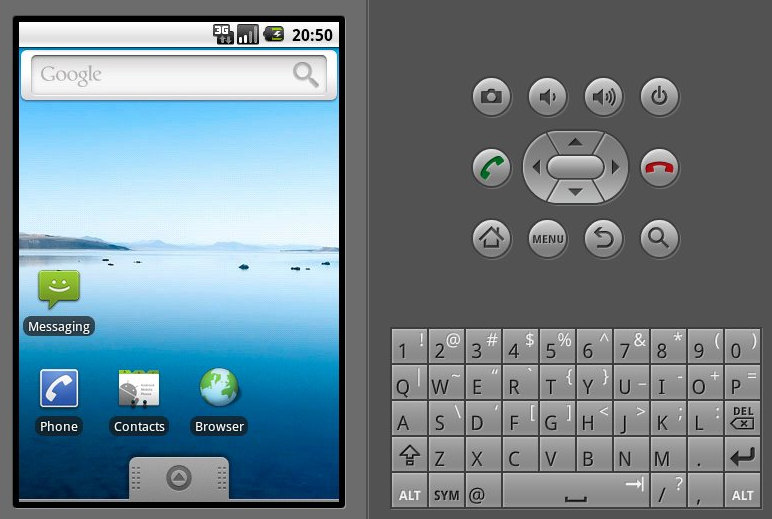 3G 20:50
Google
Messaging
Phone Contacts Browser
MENU
1 ! 2 @ 3 # 4 $ 5 % 6 ^ 7 & 8 * 9 ( 0 )
Q | W ~ E “ R ` T { Y } U _ I - O + P =
A S \ D ‘ F [ G ] H < J > K ; L : DEL
Z X C V B N M .
ALT SYM @ / ? , ALT